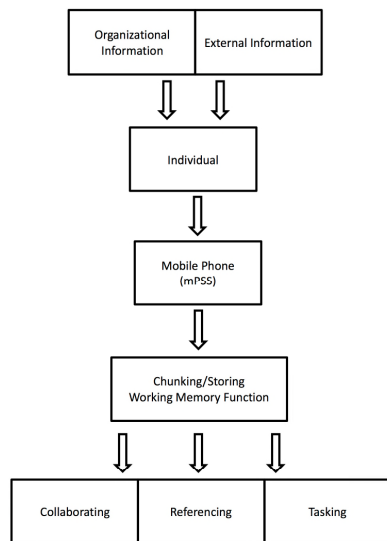 Organizational
Information
External Information
Individual
Mobile Phone
(mPSS)
Chunking/Storing
Working Memory Function
Collaborating
Referencing
Tasking